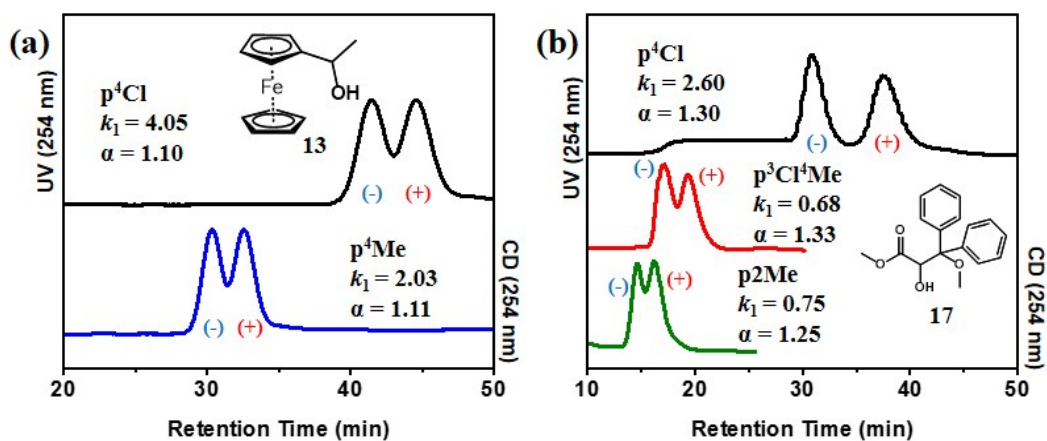 (a)
UV (254 nm)
p⁴Cl
k₁ = 4.05
α = 1.10
Fe
OH
13
(-)
(+)
p⁴Me
k₁ = 2.03
α = 1.11
(-)
(+)
CD (254 nm)
20
30
40
50
Retention Time (min)
(b)
UV (254 nm)
p⁴Cl
k₁ = 2.60
α = 1.30
(-)
(+)
(-)
(+)
p³Cl⁴Me
k₁ = 0.68
α = 1.33
(-)
(+)
p2Me
k₁ = 0.75
α = 1.25
O
O
O
OH
17
CD (254 nm)
10
20
30
40
50
Retention Time (min)